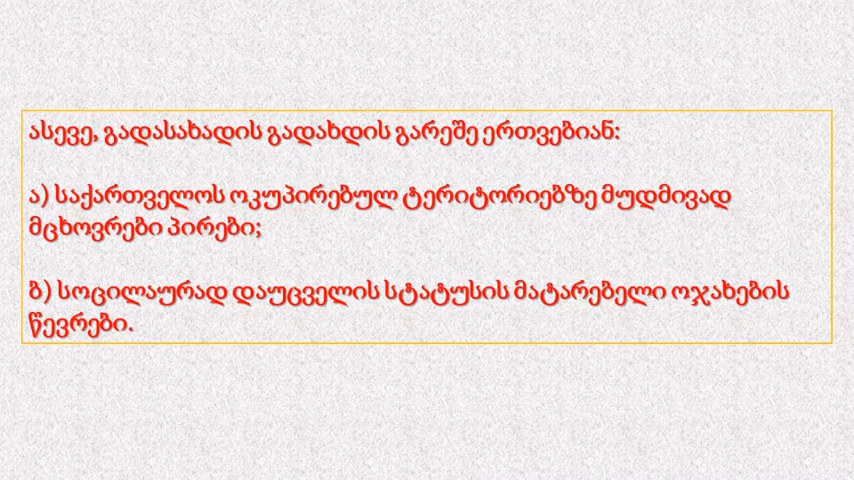 ასევე, გადასახადის გადახდის გარეშე ერთვებიან:
ა) საქართველოს ოკუპირებულ ტერიტორიებზე მუდმივად
მცხოვრები პირები;
ბ) სოცილაურად დაუცველის სტატუსის მატარებელი ოჯახების
წევრები.